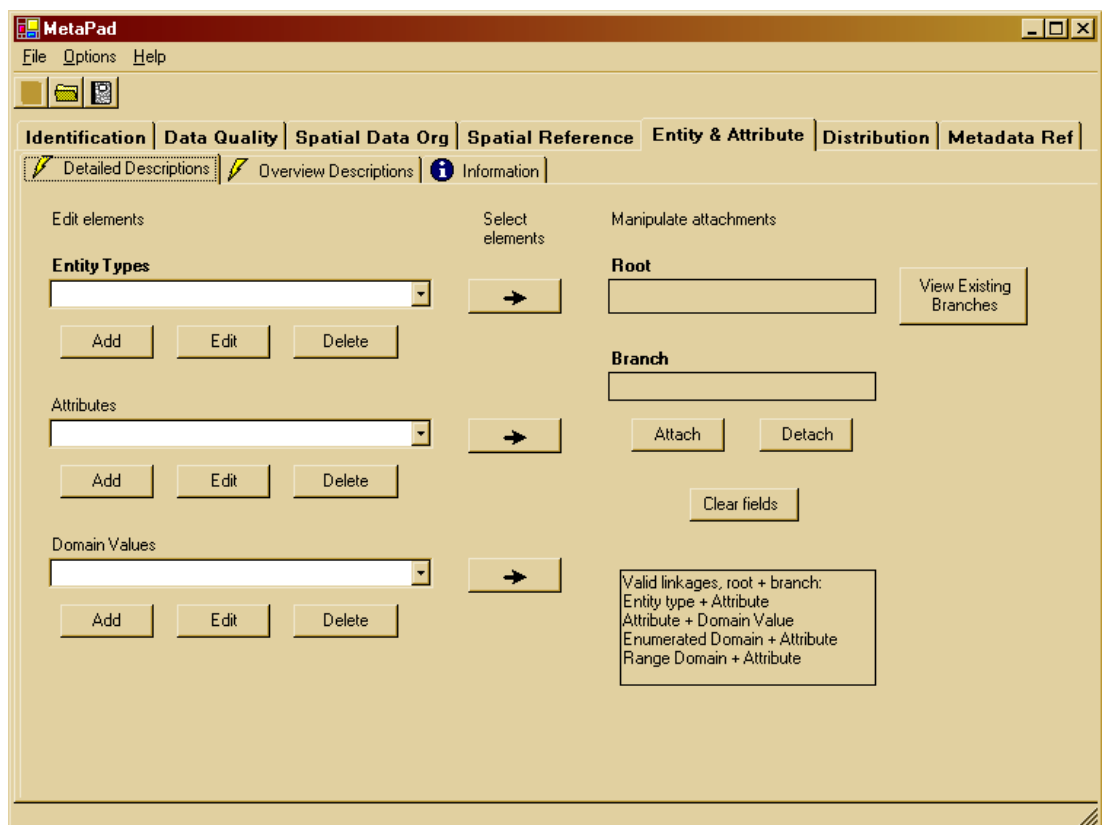 MetaPad
File Options Help
Identification Data Quality Spatial Data Org Spatial Reference Entity & Attribute Distribution Metadata Ref
Detailed Descriptions Overview Descriptions Information
Edit elements
Select
elements
Manipulate attachments
Entity Types
Root
View Existing
Branches
Add Edit Delete
Branch
Attributes
Attach Detach
Add Edit Delete
Clear fields
Domain Values
Add Edit Delete
Valid linkages, root + branch:
Entity type + Attribute
Attribute + Domain Value
Enumerated Domain + Attribute
Range Domain + Attribute